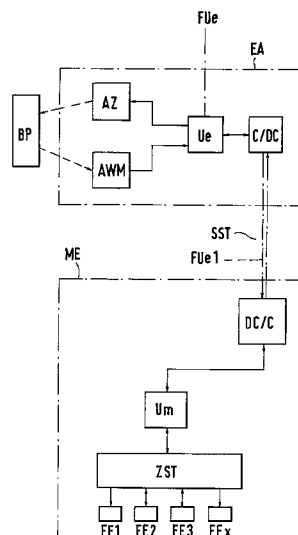 FUe
EA
AZ
BP
Ue
C/DC
AWM
SST
ME
FUe1
DC/C
Um
ZST
FE1 FE2 FE3 FEx